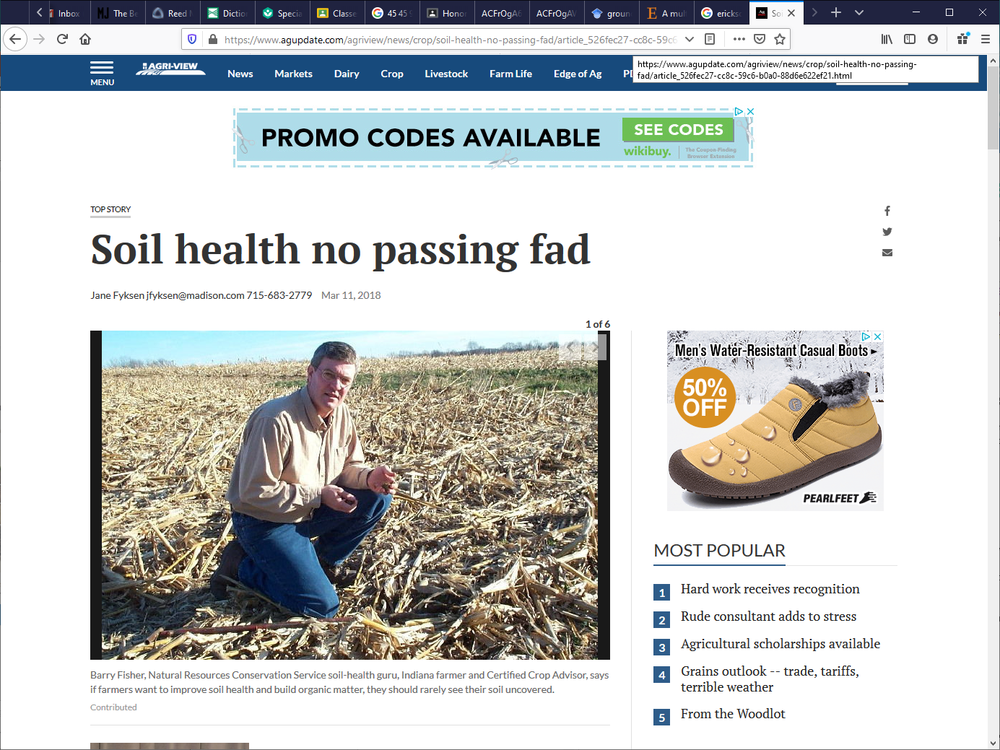 Inbox
The Be
Reed M
Dictio
Specia
Classe
45 45 9
Honor
ACFrOgA6
ACFrOgAV
groun
A mul
ericks
So
https://www.agupdate.com/agriview/news/crop/soil-health-no-passing-fad/article_526fec27-cc8c-59c6
MENU
AGRI-VIEW
News
Markets
Dairy
Crop
Livestock
Farm Life
Edge of Ag
https://www.agupdate.com/agriview/news/crop/soil-health-no-passing-
fad/article_526fec27-cc8c-59c6-b0a0-88d6e622ef21.html
PROMO CODES AVAILABLE
SEE CODES
wikibuy.
The Coupon-Finding
Browser Extension
TOP STORY
Soil health no passing fad
Jane Fyksen jfyksen@madison.com 715-683-2779 Mar 11, 2018
1 of 6
Barry Fisher, Natural Resources Conservation Service soil-health guru, Indiana farmer and Certified Crop Advisor, says
if farmers want to improve soil health and build organic matter, they should rarely see their soil uncovered.
Contributed
Men's Water-Resistant Casual Boots
50%
OFF
PEARLFEET
MOST POPULAR
1 Hard work receives recognition
2 Rude consultant adds to stress
3 Agricultural scholarships available
4 Grains outlook -- trade, tariffs,
terrible weather
5 From the Woodlot